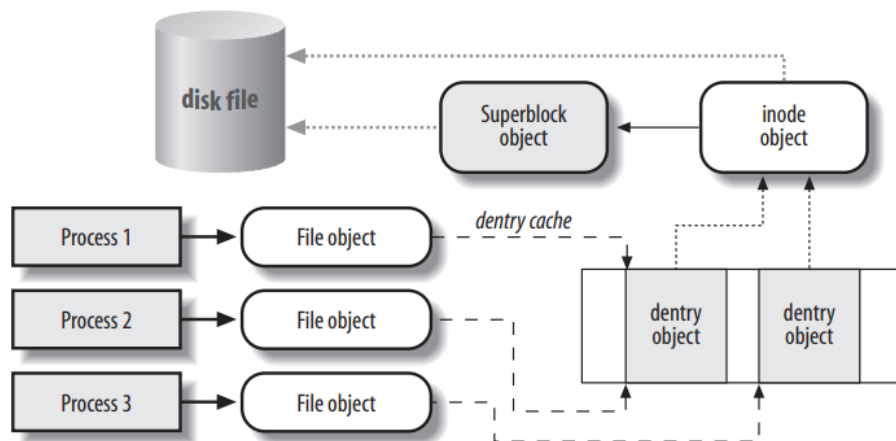 disk file
Superblock
object
inode
object
Process 1
File object
dentry cache
Process 2
File object
dentry
object
dentry
object
Process 3
File object